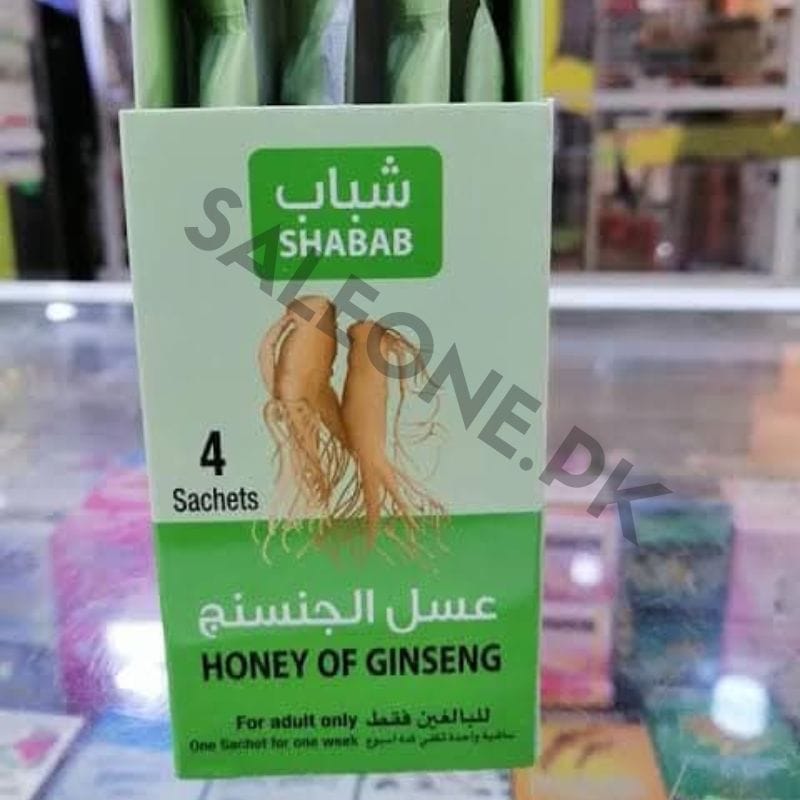 شباب
SHABAB
SALEONE.PK
4
Sachets
عسل الجنسنج
HONEY OF GINSENG
For adult only للبالغين فقط
One Sachet for one week